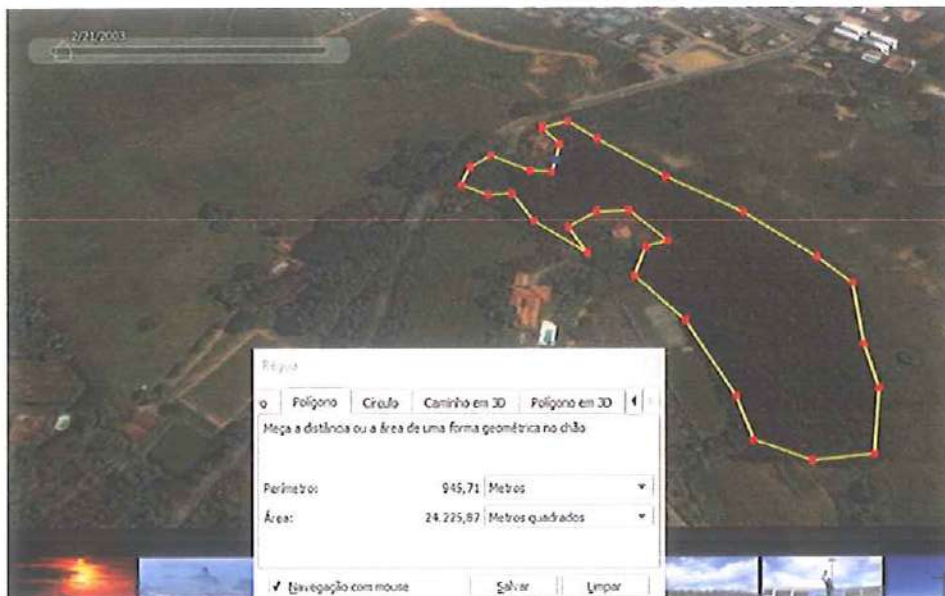 2/21/2003
Régua
o Polígono Círculo Caminho em 3D Polígono em 3D
Meça a distância ou a área de uma forma geométrica no chão
Perímetro: 945,71 Metros
Área: 24.225,87 Metros quadrados
Navegação com mouse Salvar Limpar